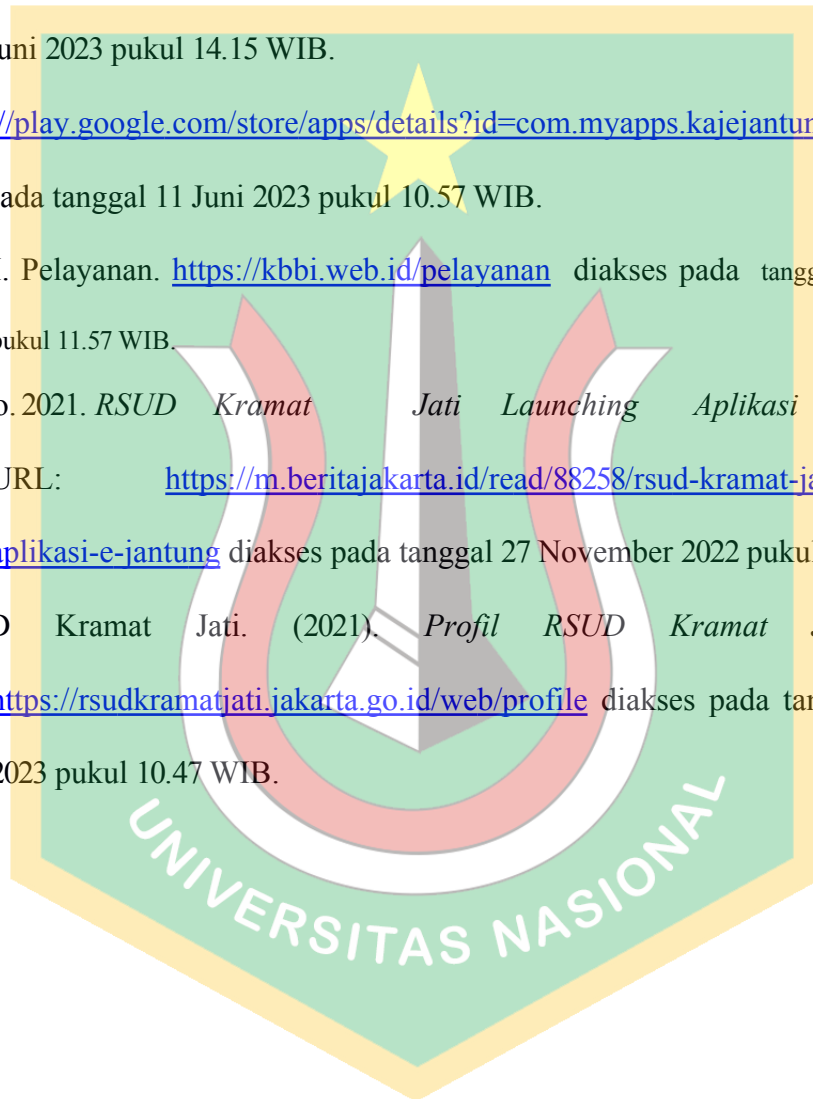 uni 2023 pukul 14.15 WIB.
//play.google.com/store/apps/details?id=com.myapps.kajejantun
ada tanggal 11 Juni 2023 pukul 10.57 WIB.
. Pelayanan. https://kbbi.web.id/pelayanan diakses pada tangg
pukul 11.57 WIB.
o. 2021. RSUD Kramat Jati Launching Aplikasi
URL: https://m.beritajakarta.id/read/88258/rsud-kramat-ja
aplikasi-e-jantung diakses pada tanggal 27 November 2022 puku
D Kramat Jati. (2021). Profil RSUD Kramat J
https://rsudkramatjati.jakarta.go.id/web/profile diakses pada tan
2023 pukul 10.47 WIB.
UNIVERSITAS NASIONAL